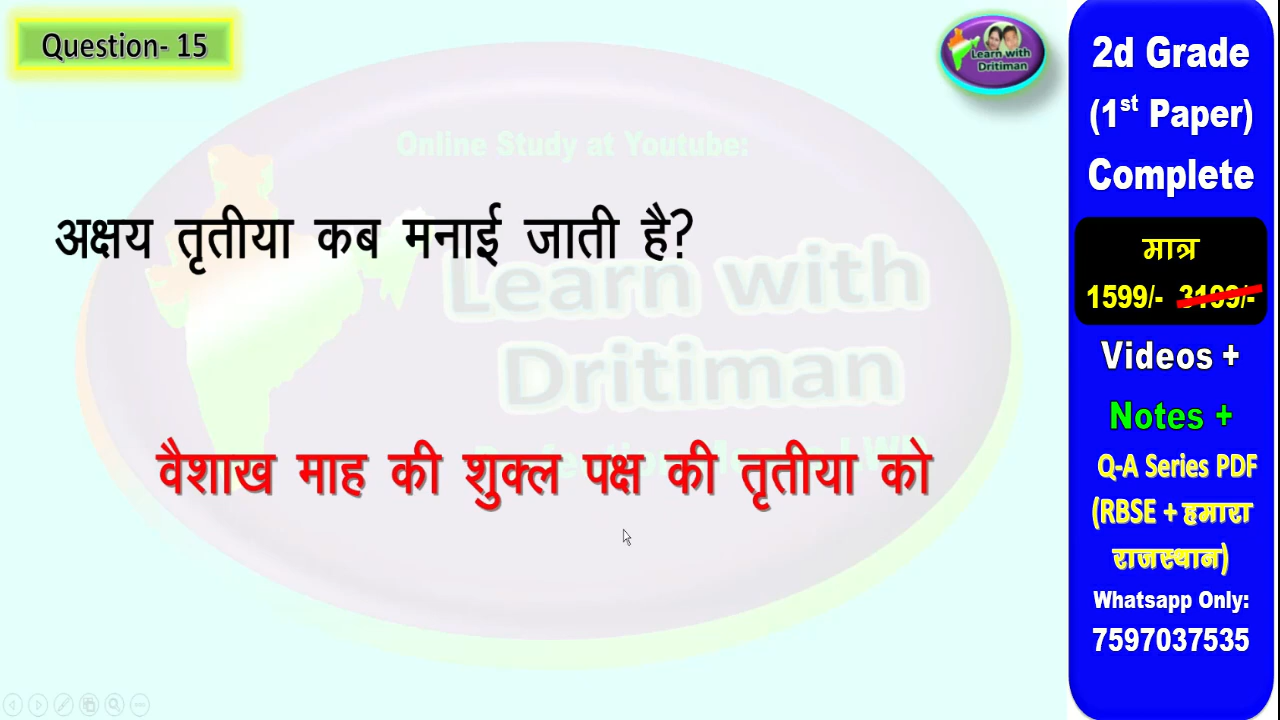 Question- 15
Learn with
Dritiman
Online Study at Youtube:
अक्षय तृतीया कब मनाई जाती है?
Learn with
Dritiman
वैशाख माह की शुक्ल पक्ष की तृतीया को
2d Grade
(1st Paper)
Complete
मात्र
1599/- 3199/-
Videos +
Notes +
Q-A Series PDF
(RBSE + हमारा
राजस्थान)
Whatsapp Only:
7597037535